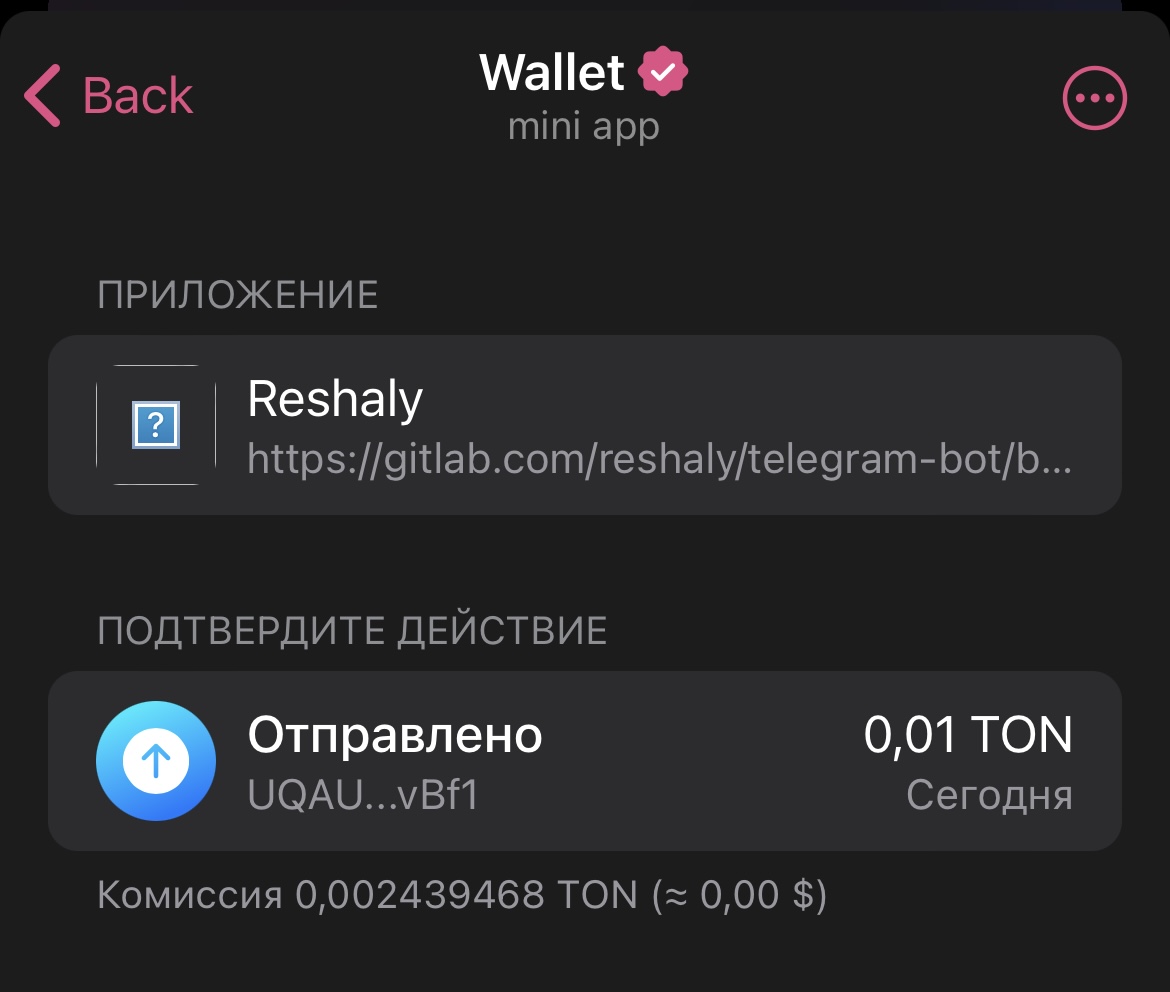 Back
Wallet
mini app
ПРИЛОЖЕНИЕ
?
Reshaly
https://gitlab.com/reshaly/telegram-bot/b...
ПОДТВЕРДИТЕ ДЕЙСТВИЕ
Отправлено 0,01 TON
UQAU...vBf1 Сегодня
Комиссия 0,002439468 TON (≈ 0,00 $)